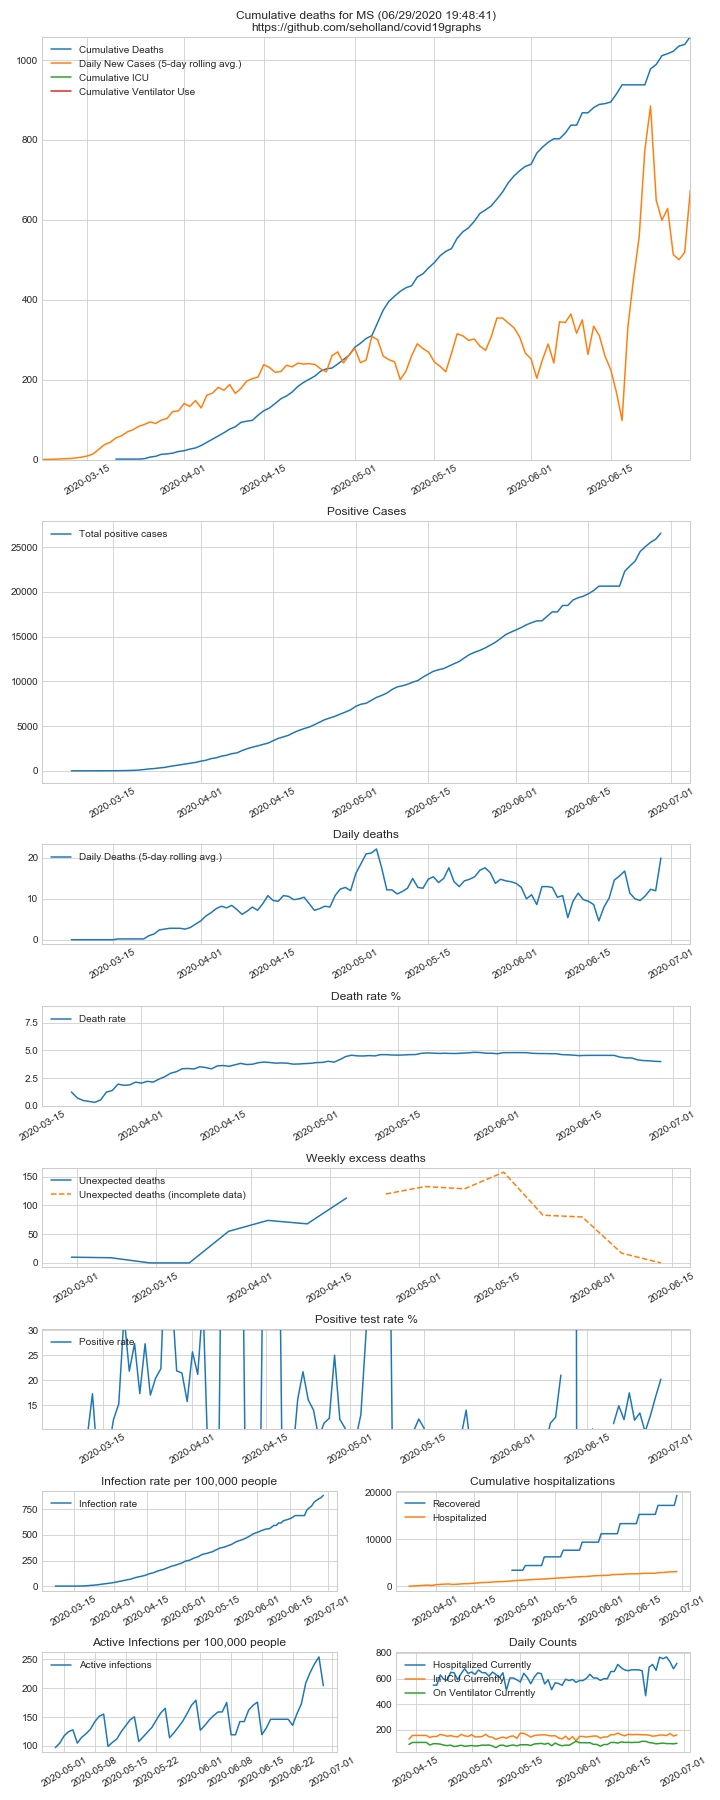 Cumulative deaths for MS (06/29/2020 19:48:41)
https://github.com/seholland/covid19graphs
Cumulative Deaths
Daily New Cases (5-day rolling avg.)
Cumulative ICU
Cumulative Ventilator Use
1000
800
600
400
200
0
2020-03-15 2020-04-01 2020-04-15 2020-05-01 2020-05-15 2020-06-01 2020-06-15
Positive Cases
Total positive cases
25000
20000
15000
10000
5000
0
2020-03-15 2020-04-01 2020-04-15 2020-05-01 2020-05-15 2020-06-01 2020-06-15 2020-07-01
Daily deaths
Daily Deaths (5-day rolling avg.)
20
10
0
2020-03-15 2020-04-01 2020-04-15 2020-05-01 2020-05-15 2020-06-01 2020-06-15 2020-07-01
Death rate %
Death rate
7.5
5.0
2.5
0.0
2020-03-15 2020-04-01 2020-04-15 2020-05-01 2020-05-15 2020-06-01 2020-06-15 2020-07-01
Weekly excess deaths
Unexpected deaths
Unexpected deaths (incomplete data)
150
100
50
0
2020-03-01 2020-03-15 2020-04-01 2020-04-15 2020-05-01 2020-05-15 2020-06-01 2020-06-15
Positive test rate %
Positive rate
30
25
20
15
2020-03-15 2020-04-01 2020-04-15 2020-05-01 2020-05-15 2020-06-01 2020-06-15 2020-07-01
Infection rate per 100,000 people
Infection rate
750
500
250
0
2020-03-15 2020-04-01 2020-04-15 2020-05-01 2020-05-15 2020-06-01 2020-06-15 2020-07-01
Cumulative hospitalizations
Recovered
Hospitalized
20000
10000
0
2020-04-01 2020-04-15 2020-05-01 2020-05-15 2020-06-01 2020-06-15 2020-07-01
Active Infections per 100,000 people
Active infections
250
200
150
100
2020-05-01 2020-05-08 2020-05-15 2020-05-22 2020-06-01 2020-06-08 2020-06-15 2020-06-22 2020-07-01
Daily Counts
Hospitalized Currently
In ICU Currently
On Ventilator Currently
800
600
400
200
2020-04-15 2020-05-01 2020-05-15 2020-06-01 2020-06-15 2020-07-01